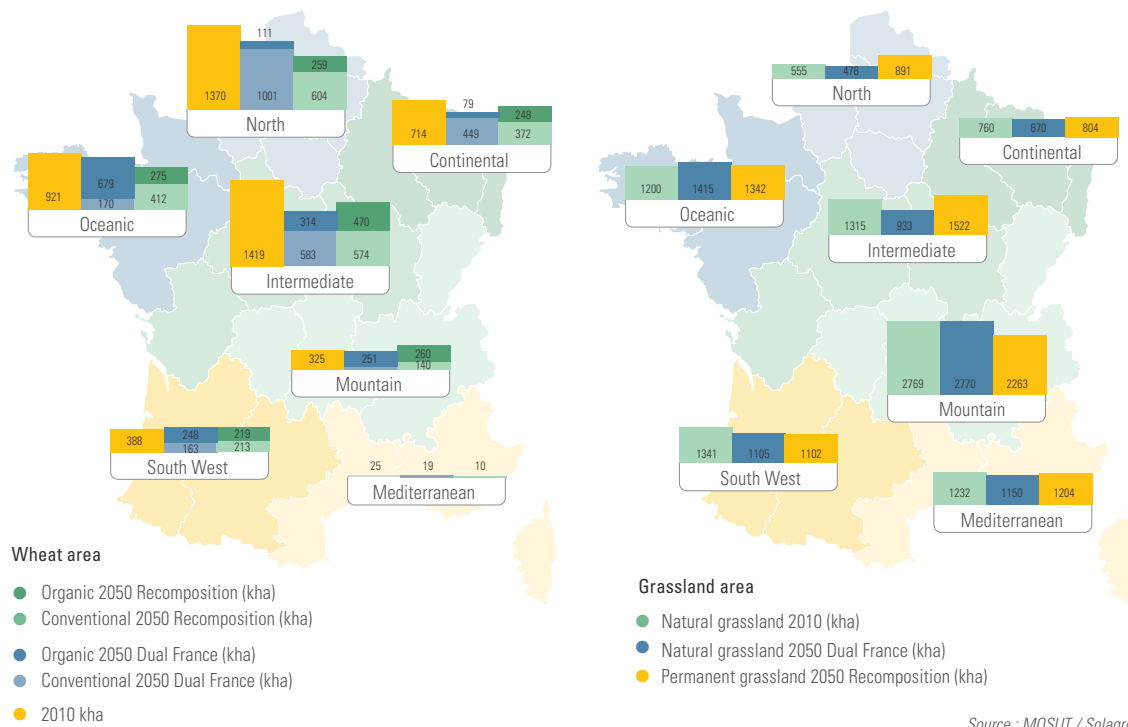 111
259
1370
1001
604
North
79
248
714
449
372
Continental
275
679
921
170
412
Oceanic
314
470
1419
583
574
Intermediate
260
325
251
140
Mountain
248
219
388
163
213
South West
25
19
10
Mediterranean
Wheat area
Organic 2050 Recomposition (kha)
Conventional 2050 Recomposition (kha)
Organic 2050 Dual France (kha)
Conventional 2050 Dual France (kha)
2010 kha
555
476
891
North
760
670
804
Continental
1200
1415
1342
Oceanic
1315
933
1522
Intermediate
2769
2770
2263
Mountain
1341
1105
1102
South West
1232
1150
1204
Mediterranean
Grassland area
Natural grassland 2010 (kha)
Natural grassland 2050 Dual France (kha)
Permanent grassland 2050 Recomposition (kha)
Source : MOSUT / Solagro